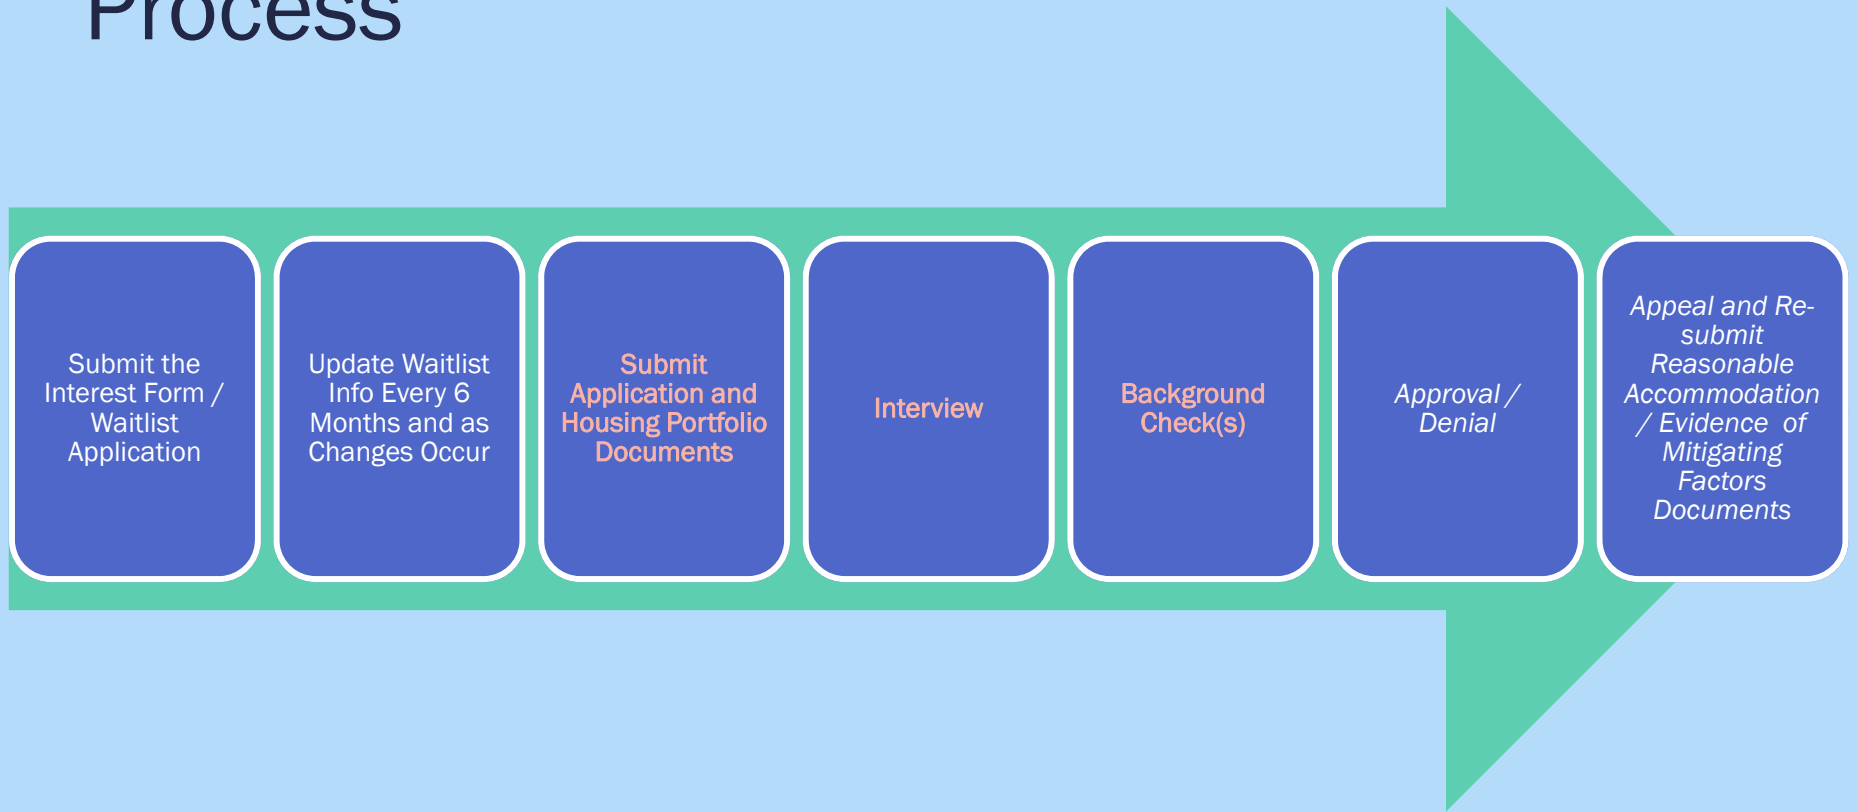 Process
Submit the
Interest Form /
Waitlist
Application
Update Waitlist
Info Every 6
Months and as
Changes Occur
Submit
Application and
Housing Portfolio
Documents
Interview
Background
Check(s)
Approval /
Denial
Appeal and Re-
submit
Reasonable
Accommodation
/ Evidence  of
Mitigating
Factors
Documents